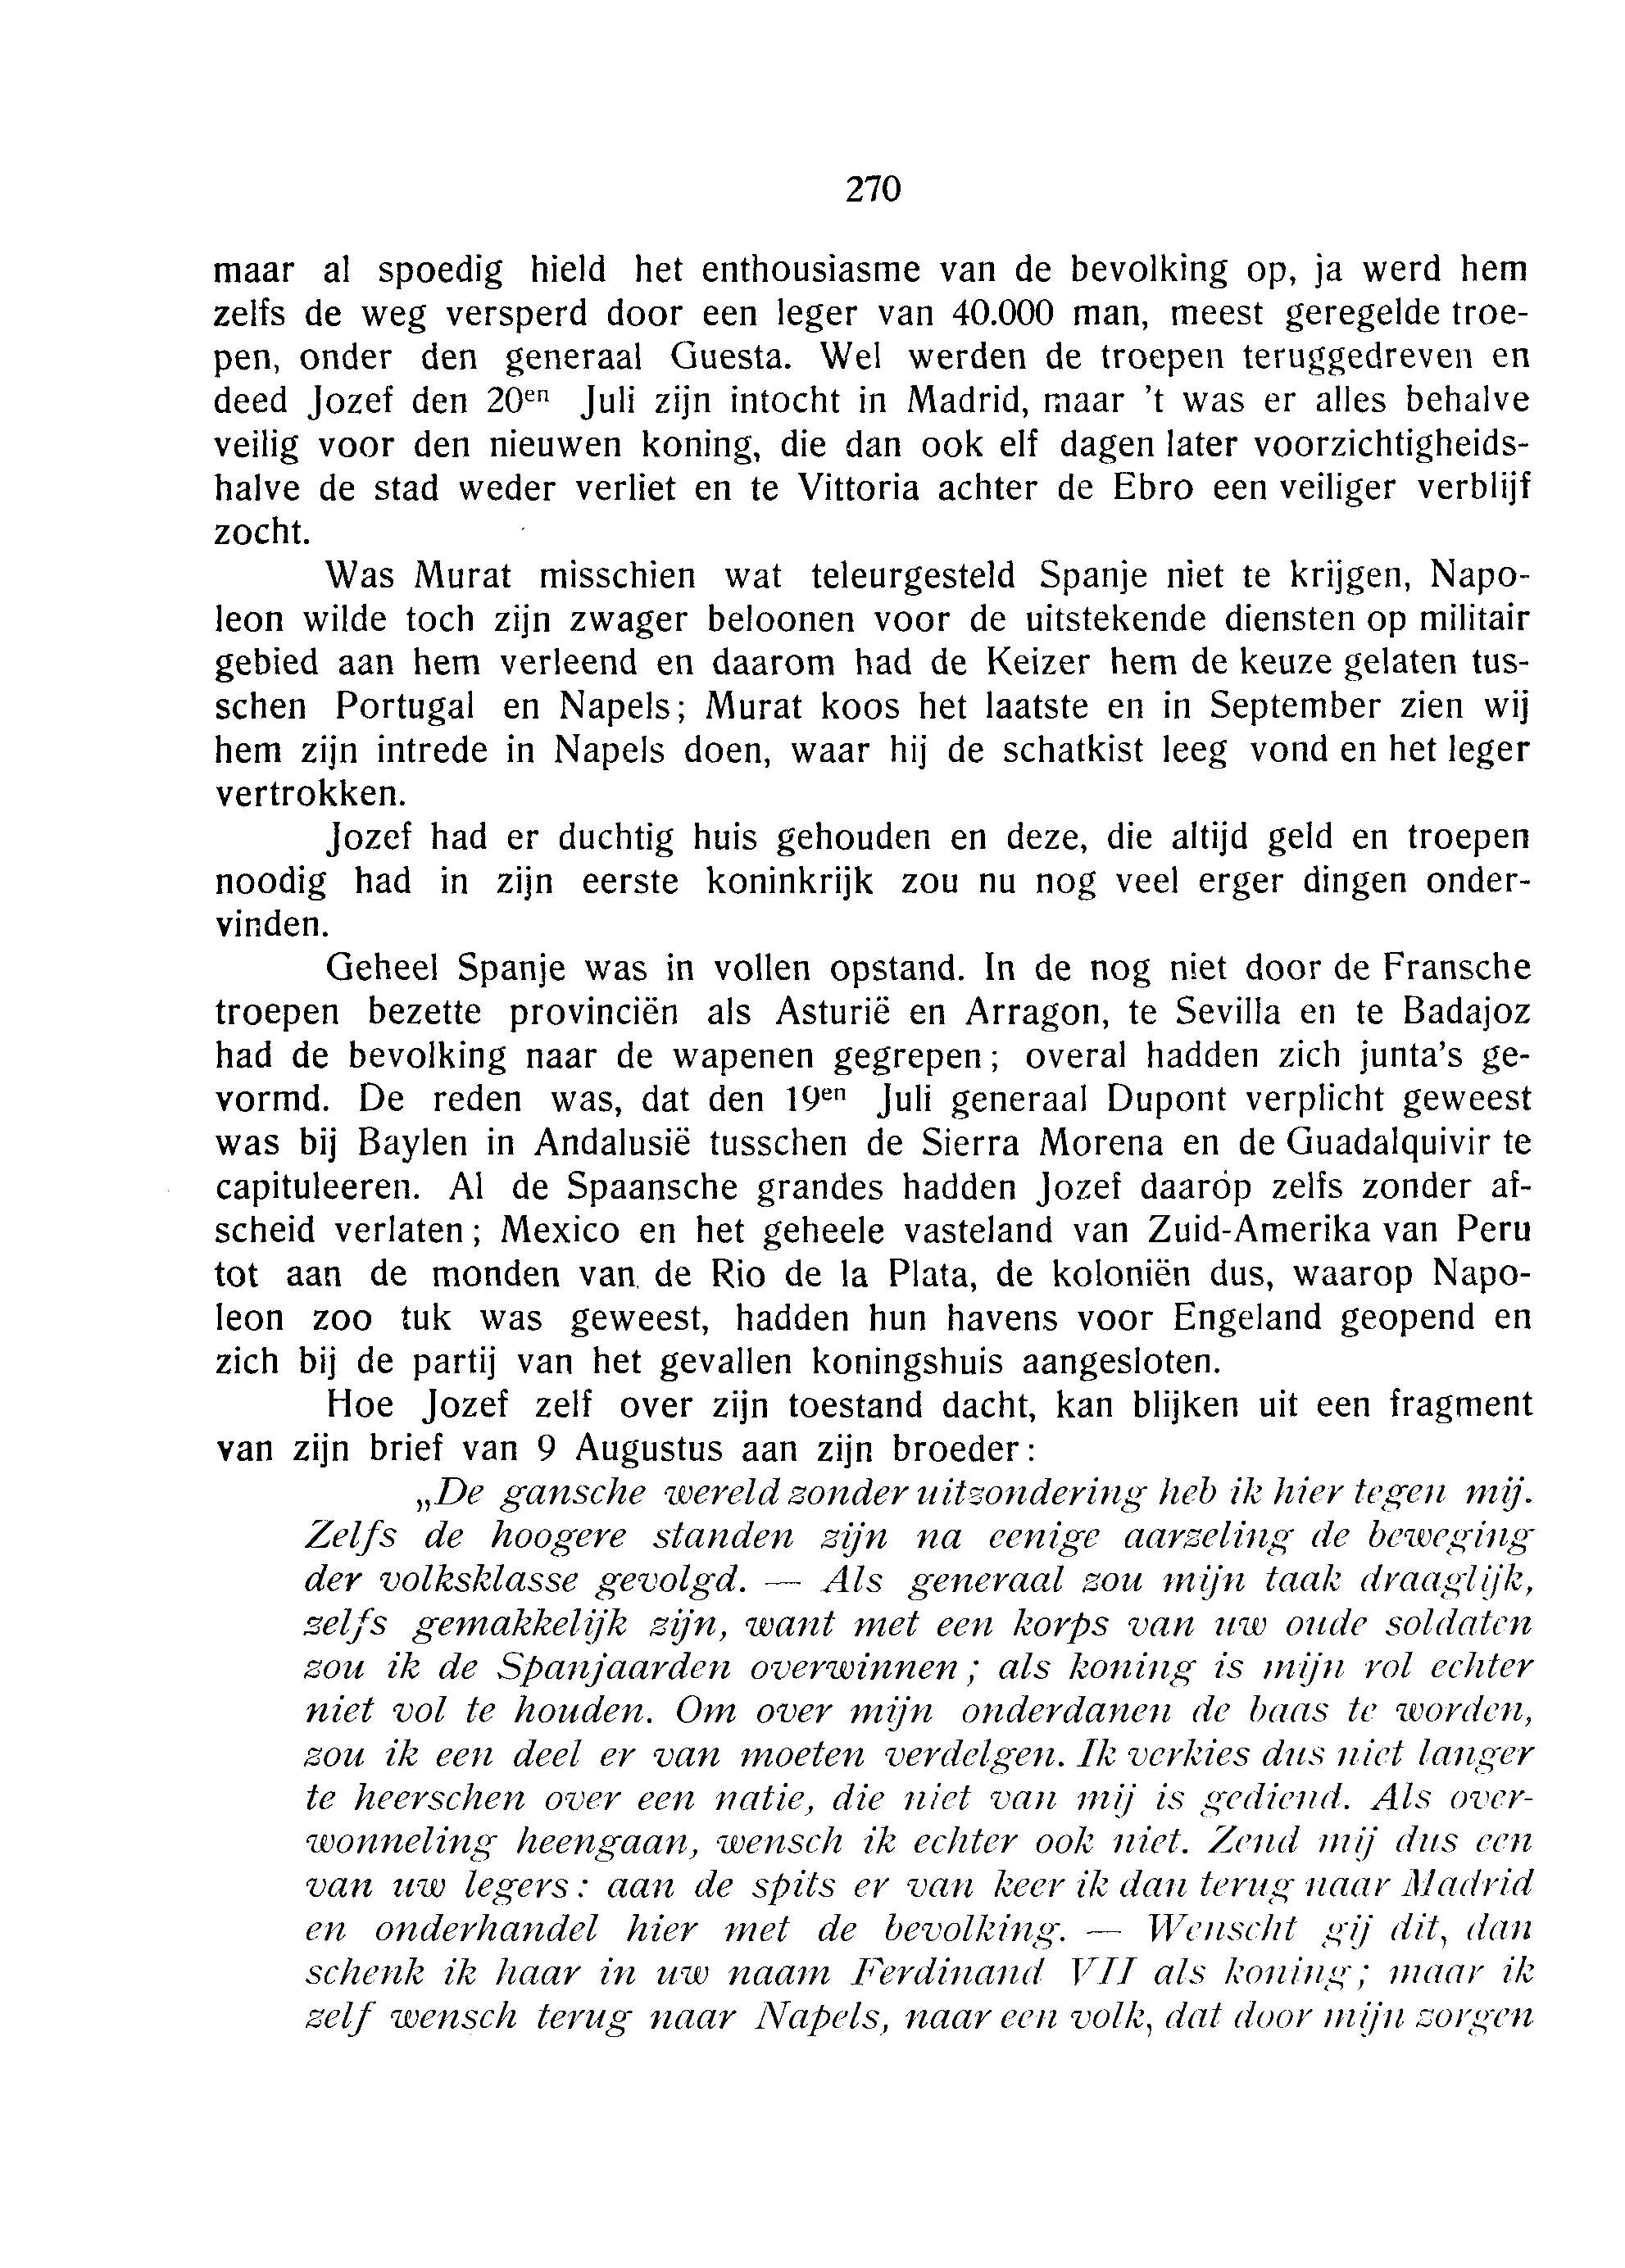 270
maar al spoedig hield het enthousiasme van de bevolking op, ja werd hem
zelfs de weg versperd door een leger van 40.000 man, meest geregelde troe-
pen, onder den generaal Guesta. Wel werden de troepen teruggedreven en
deed Jozef den 20en Juli zijn intocht in Madrid, maar 't was er alles behalve
veilig voor den nieuwen koning, die dan ook elf dagen later voorzichtigheids-
halve de stad weder verliet en te Vittoria achter de Ebro een veiliger verblijf
zocht.
Was Murat misschien wat teleurgesteld Spanje niet te krijgen, Napo-
leon wilde toch zijn zwager beloonen voor de uitstekende diensten op militair
gebied aan hem verleend en daarom had de Keizer hem de keuze gelaten tus-
schen Portugal en Napels; Murat koos het laatste en in September zien wij
hem zijn intrede in Napels doen, waar hij de schatkist leeg vond en het leger
vertrokken.
Jozef had er duchtig huis gehouden en deze, die altijd geld en troepen
noodig had in zijn eerste koninkrijk zou nu nog veel erger dingen onder-
vinden.
Geheel Spanje was in vollen opstand. In de nog niet door de Fransche
troepen bezette provinciën als Asturië en Arragon, te Sevilla en te Badajoz
had de bevolking naar de wapenen gegrepen; overal hadden zich junta's ge-
vormd. De reden was, dat den 19en Juli generaal Dupont verplicht geweest
was bij Baylen in Andalusië tusschen de Sierra Morena en de Guadalquivir te
capituleeren. Al de Spaansche grandes hadden Jozef daaróp zelfs zonder af-
scheid verlaten; Mexico en het geheele vasteland van Zuid-Amerika van Peru
tot aan de monden van de Rio de la Plata, de koloniën dus, waarop Napo-
leon zoo tuk was geweest, hadden hun havens voor Engeland geopend en
zich bij de partij van het gevallen koningshuis aangesloten.
Hoe Jozef zelf over zijn toestand dacht, kan blijken uit een fragment
van zijn brief van 9 Augustus aan zijn broeder:
„De gansche wereld zonder uitzondering heb ik hier tegen mij.
Zelfs de hoogere standen zijn na eenige aarzeling de beweging
der volksklasse gevolgd. — Als generaal zou mijn taak draaglijk,
zelfs gemakkelijk zijn, want met een korps van uw oude soldaten
zou ik de Spanjaarden overwinnen; als koning is mijn rol echter
niet vol te houden. Om over mijn onderdanen de baas te worden,
zou ik een deel er van moeten verdelgen. Ik verkies dus niet langer
te heerschen over een natie, die niet van mij is gediend. Als over-
wonneling heengaan, wensch ik echter ook niet. Zend mij dus een
van uw legers: aan de spits er van keer ik dan terug naar Madrid
en onderhandel hier met de bevolking. — Wenscht gij dit, dan
schenk ik haar in uw naam Ferdinand VII als koning; maar ik
zelf wensch terug naar Napels, naar een volk, dat door mijn zorgen